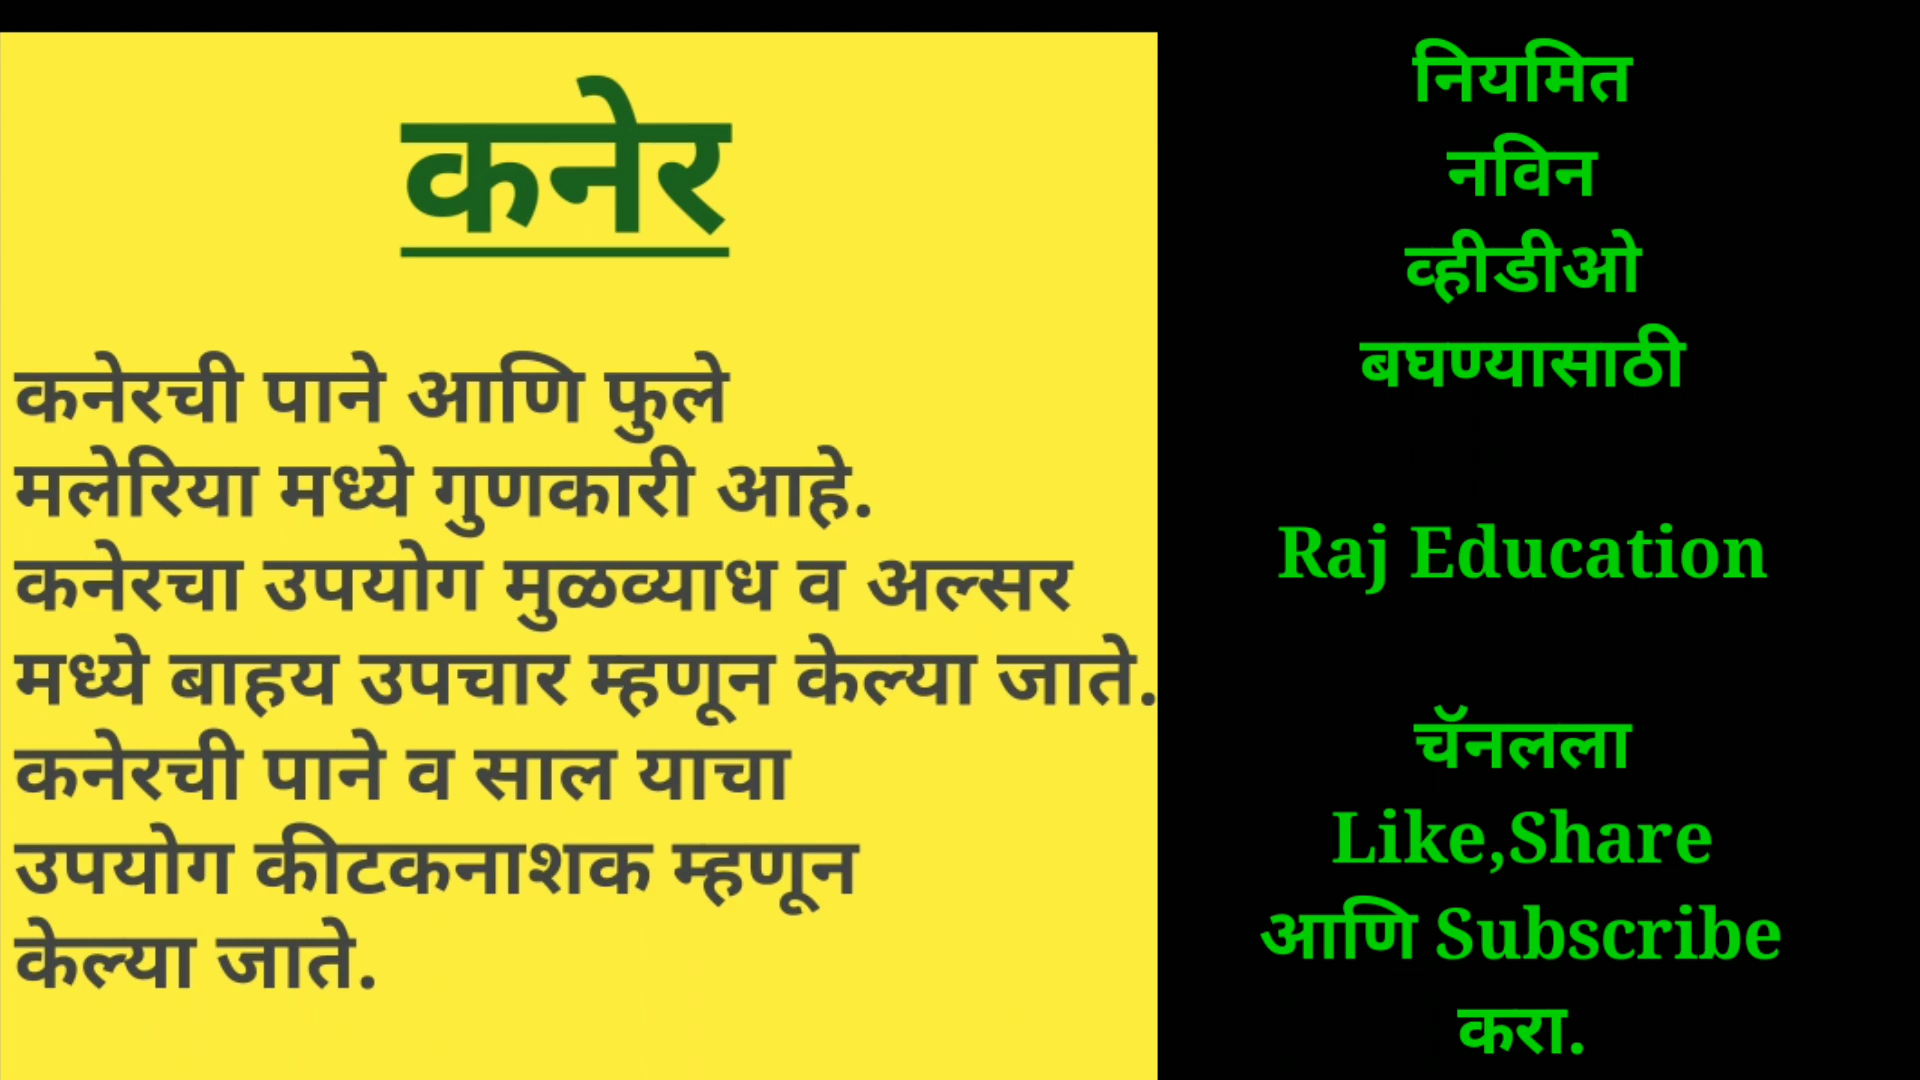 कनेर
कनेरची पाने आणि फुले
मलेरिया मध्ये गुणकारी आहे.
कनेरचा उपयोग मुळव्याध व अल्सर
मध्ये बाहय उपचार म्हणून केल्या जाते.
कनेरची पाने व साल याचा
उपयोग कीटकनाशक म्हणून
केल्या जाते.
नियमित
नविन
व्हीडीओ
बघण्यासाठी
Raj Education
चॅनलला
Like,Share
आणि Subscribe
करा.